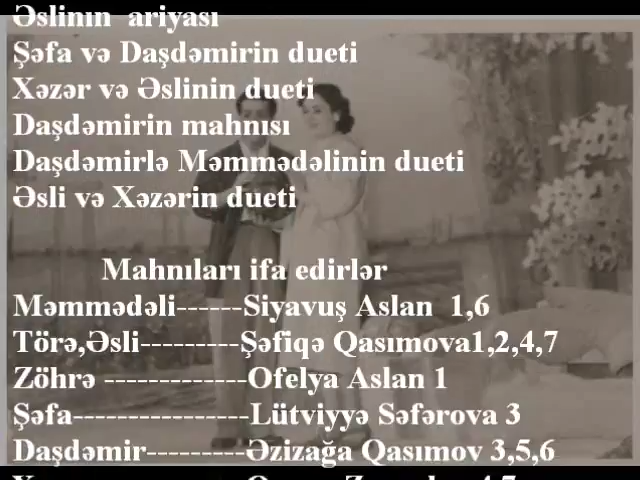 Əslinın ariyası
Şəfa və Daşdəmirin dueti
Xəzər və Əslinin dueti
Daşdəmirin mahnısı
Daşdəmirlə Məmmədəlinin dueti
Əsli və Xəzərin dueti
Mahnıları ifa edirlər
Məmmədəli------Siyavuş Aslan 1,6
Törə,Əsli---------Şəfiqə Qasımova1,2,4,7
Zöhrə -------------Ofelya Aslan 1
Şəfa----------------Lütviyyə Səfərova 3
Daşdəmir---------Əzizağa Qasımov 3,5,6